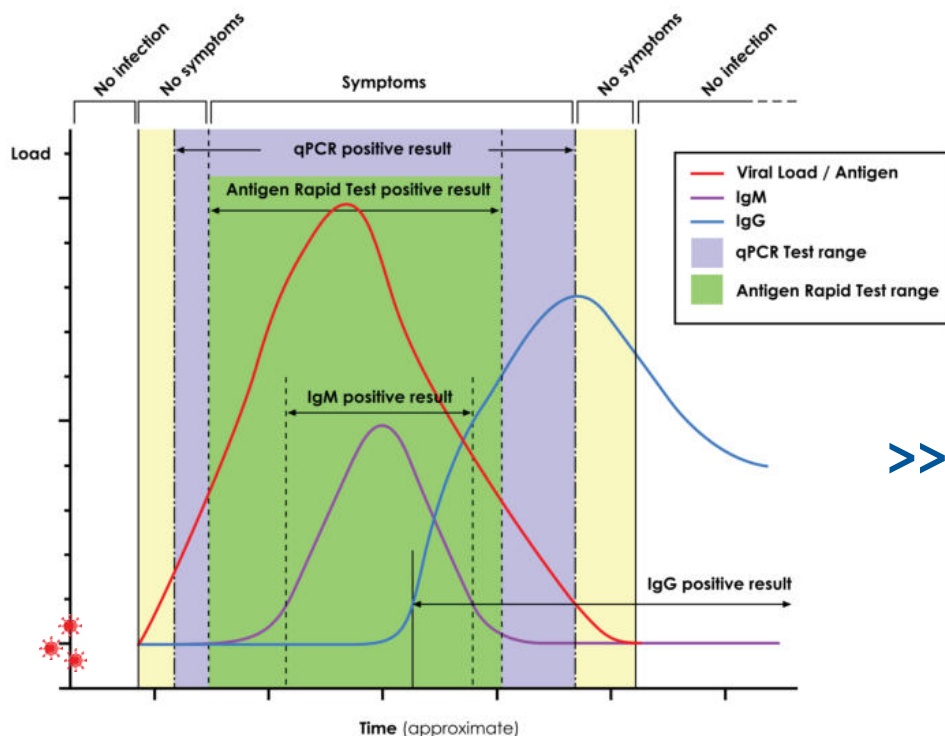 No infection
No symptoms
Symptoms
No symptoms
No infection
Load
qPCR positive result
Antigen Rapid Test positive result
Viral Load / Antigen
IgM
IgG
qPCR Test range
Antigen Rapid Test range
IgM positive result
>>
IgG positive result
Time (approximate)